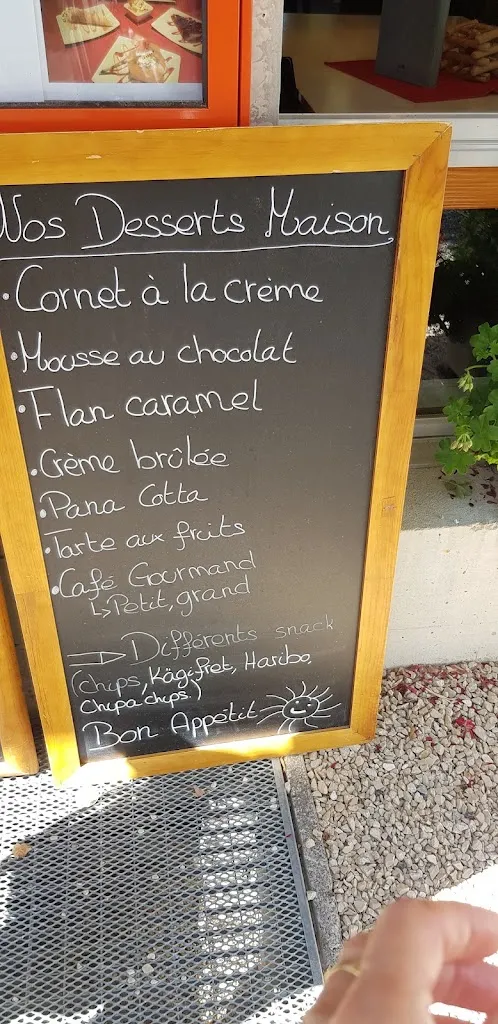 Nos Desserts Maison
• Cornet à la crème
• Mousse au chocolat
• Flan caramel
• Crème brûlée
• Pana Cotta
• Tarte aux fruits
• Café Gourmand
↳ Petit, grand
⇒ Différents snack
(chips, Kägifret, Haribo,
Chupa chups.)
Bon Appétit